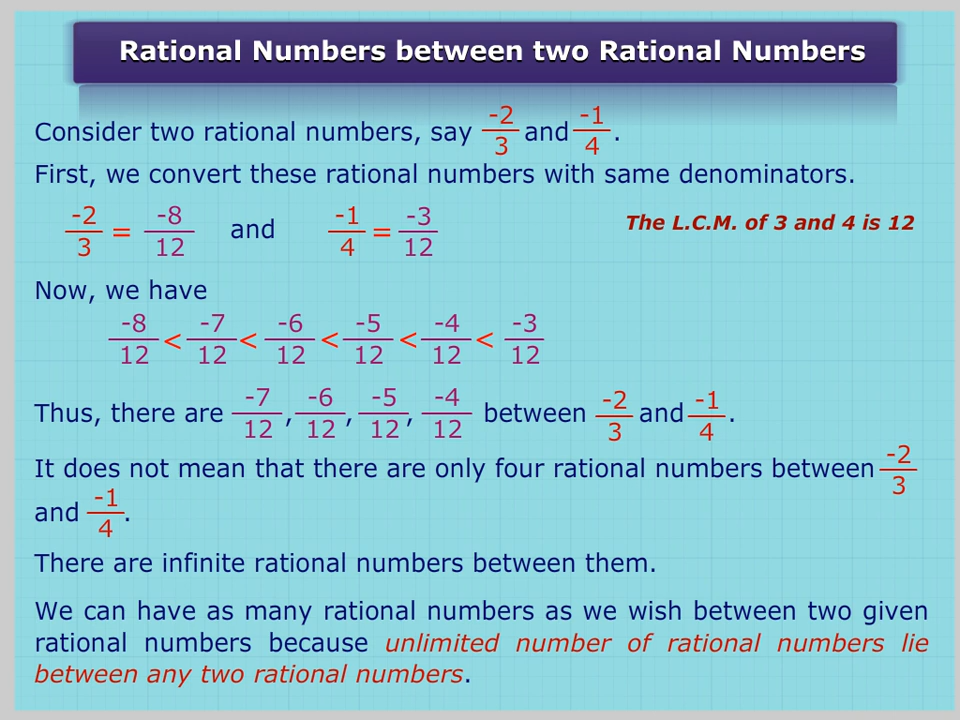 Rational Numbers between two Rational Numbers
Consider two rational numbers, say -2/3 and -1/4.
First, we convert these rational numbers with same denominators.
-2/3 = -8/12 and -1/4 = -3/12 The L.C.M. of 3 and 4 is 12
Now, we have
-8/12 < -7/12 < -6/12 < -5/12 < -4/12 < -3/12
Thus, there are -7/12, -6/12, -5/12, -4/12 between -2/3 and -1/4.
It does not mean that there are only four rational numbers between -2/3
and -1/4.
There are infinite rational numbers between them.
We can have as many rational numbers as we wish between two given
rational numbers because unlimited number of rational numbers lie
between any two rational numbers.